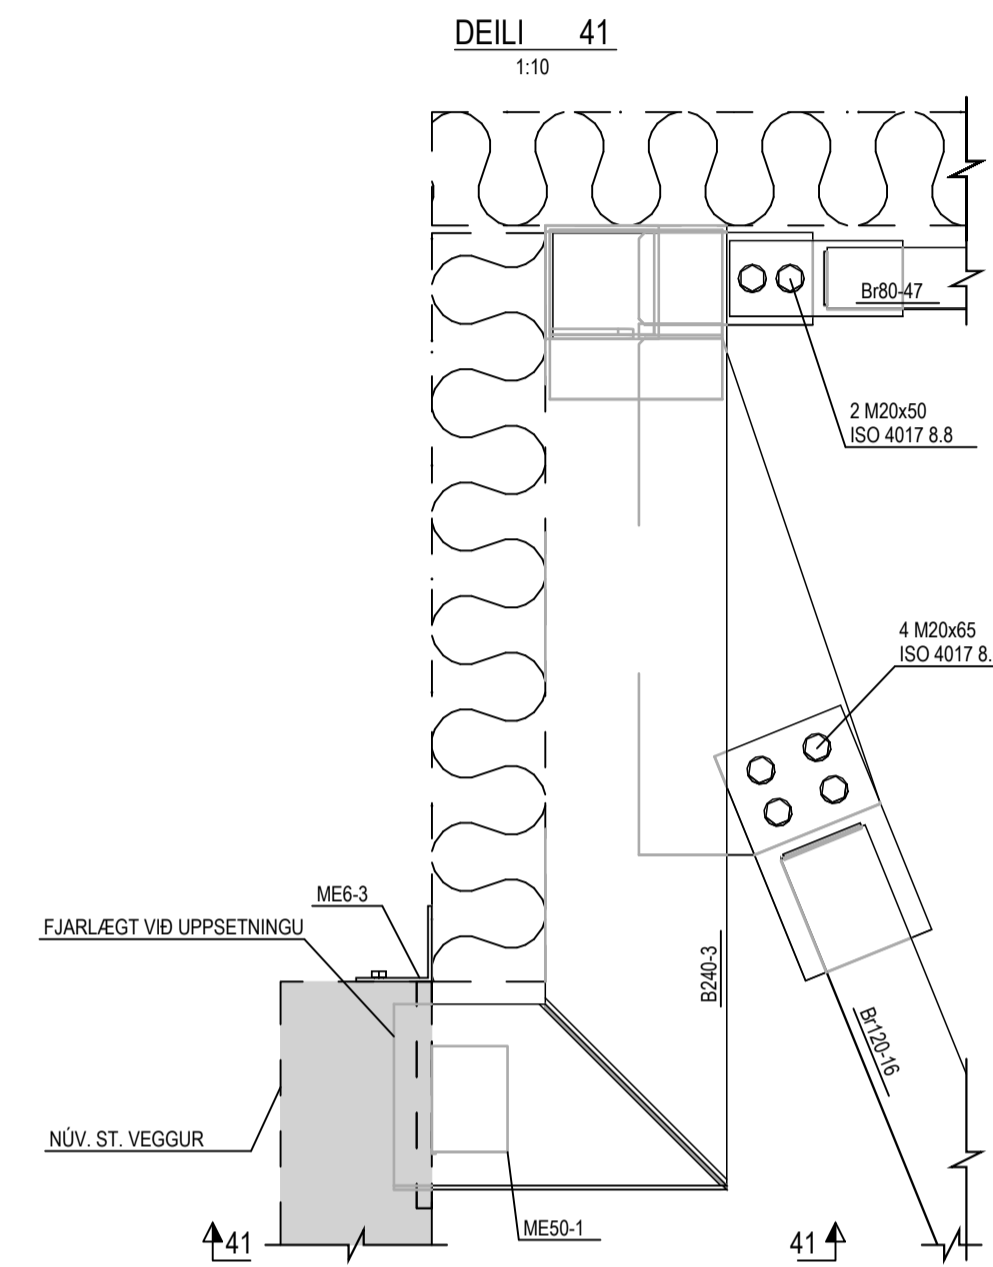 DEILI 41
1:10
Br80-47
2 M20x50
ISO 4017 8.8
4 M20x65
ISO 4017 8.
ME6-3
FJARLÆGT VIÐ UPPSETNINGU
B240-3
Br120-16
NÚV. ST. VEGGUR
ME50-1
41
41